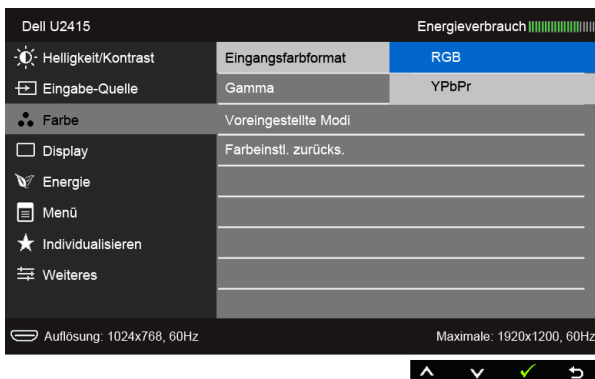 Dell U2415 Energieverbrauch
Helligkeit/Kontrast Eingangsfarbformat RGB
Eingabe-Quelle Gamma YPbPr
Farbe Voreingestellte Modi
Display Farbeinstl. zurücks.
Energie
Menü
Individualisieren
Weiteres
Auflösung: 1024x768, 60Hz Maximale: 1920x1200, 60Hz